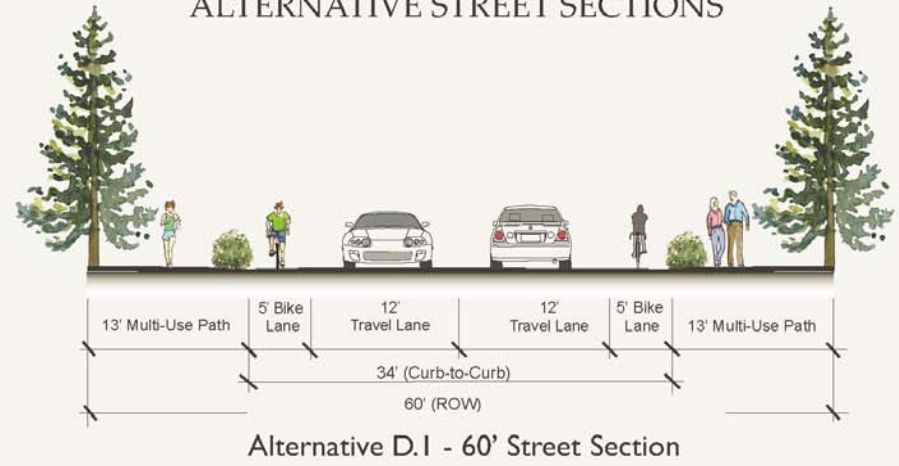 ALTERNATIVE STREET SECTIONS
13' Multi-Use Path
5' Bike
Lane
12'
Travel Lane
12'
Travel Lane
5' Bike
Lane
13' Multi-Use Path
34' (Curb-to-Curb)
60' (ROW)
Alternative D.1 - 60' Street Section